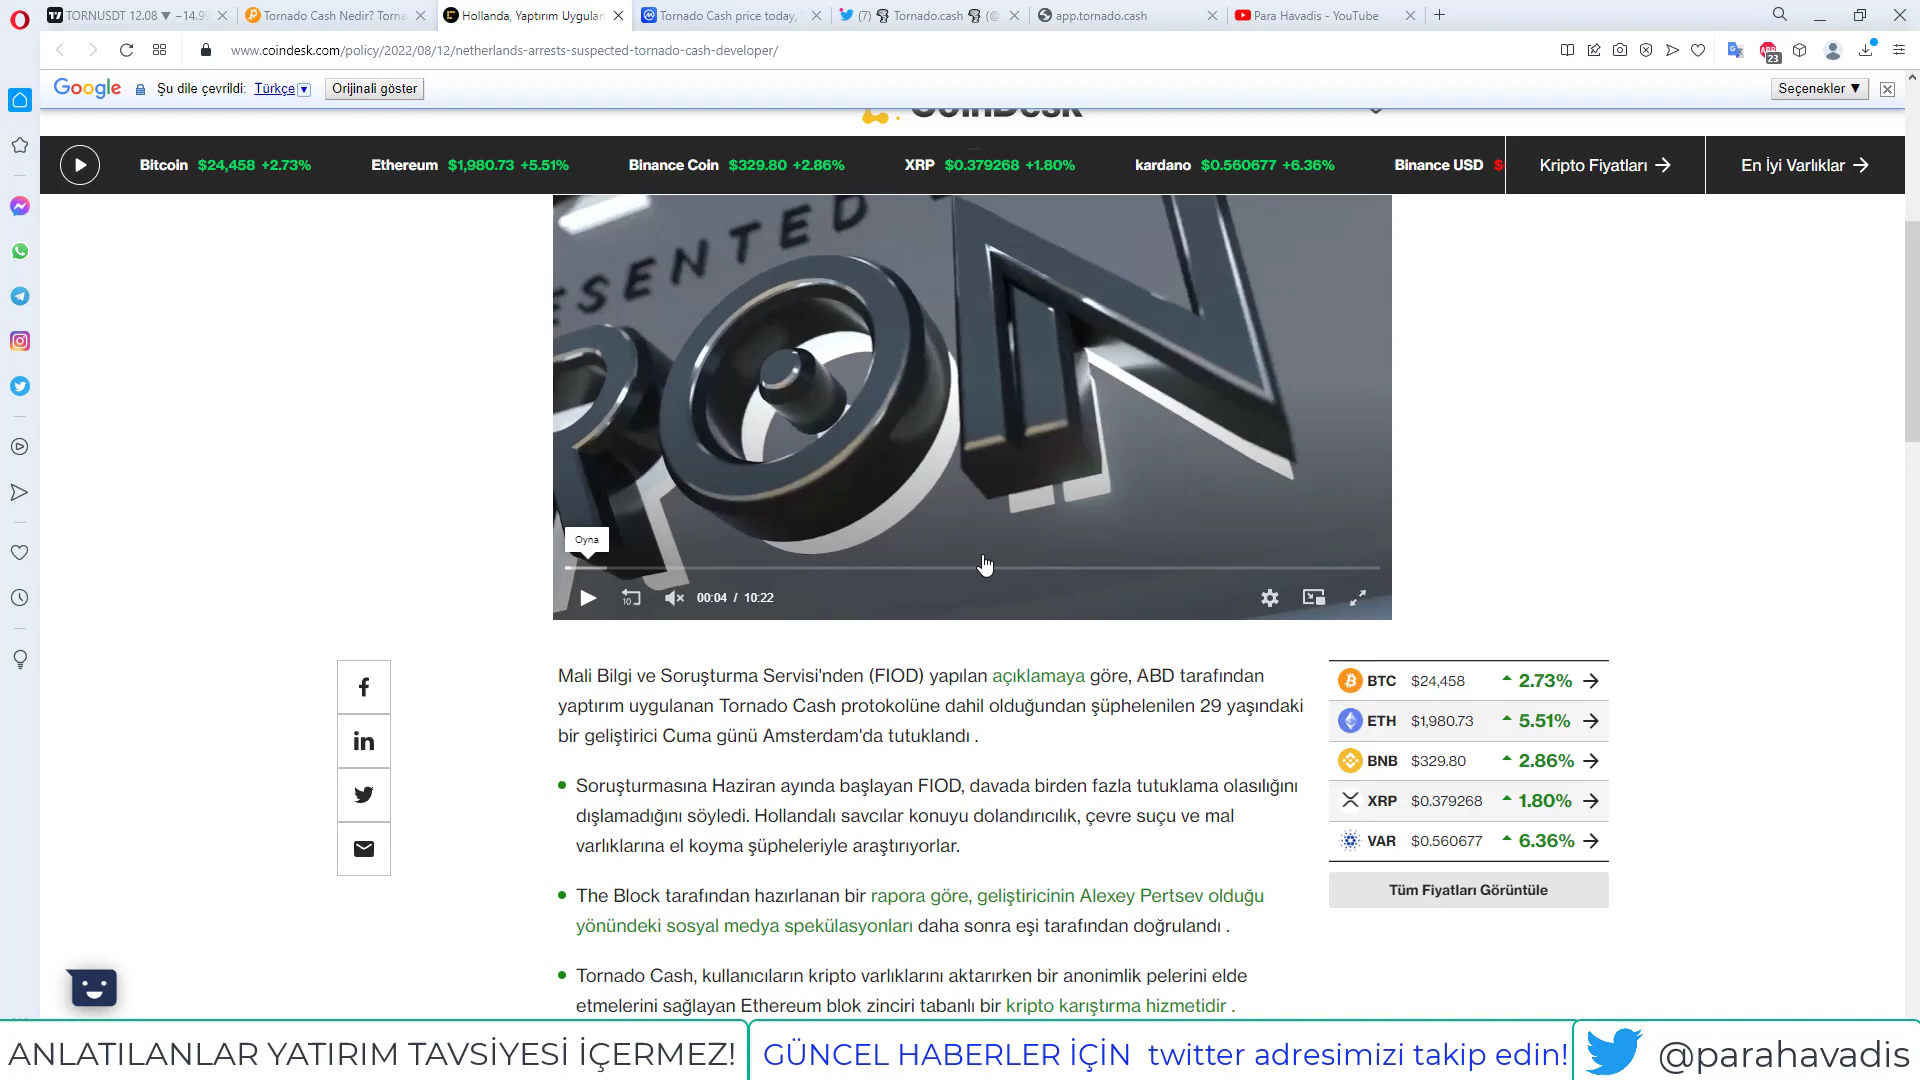 TORNUSDT 12.08 ▼ −14.9
Tornado Cash Nedir? Torna
Hollanda, Yaptırım Uygulan
Tornado Cash price today,
(7) Tornado.cash (@
app.tornado.cash
Para Havadis - YouTube
www.coindesk.com/policy/2022/08/12/netherlands-arrests-suspected-tornado-cash-developer/
ABP 23
Google Şu dile çevrildi: Türkçe ▼ Orijinali göster Seçenekler ▼
CoinDesk
Bitcoin $24,458 +2.73% Ethereum $1,980.73 +5.51% Binance Coin $329.80 +2.86% XRP $0.379268 +1.80% kardano $0.560677 +6.36% Binance USD $
Kripto Fiyatları →
En İyi Varlıklar →
ESENTED
RON
Oyna
10 00:04 / 10:22
Mali Bilgi ve Soruşturma Servisi'nden (FIOD) yapılan açıklamaya göre, ABD tarafından
yaptırım uygulanan Tornado Cash protokolüne dahil olduğundan şüphelenilen 29 yaşındaki
bir geliştirici Cuma günü Amsterdam'da tutuklandı .
Soruşturmasına Haziran ayında başlayan FIOD, davada birden fazla tutuklama olasılığını
dışlamadığını söyledi. Hollandalı savcılar konuyu dolandırıcılık, çevre suçu ve mal
varlıklarına el koyma şüpheleriyle araştırıyorlar.
The Block tarafından hazırlanan bir rapora göre, geliştiricinin Alexey Pertsev olduğu
yönündeki sosyal medya spekülasyonları daha sonra eşi tarafından doğrulandı .
Tornado Cash, kullanıcıların kripto varlıklarını aktarırken bir anonimlik pelerini elde
etmelerini sağlayan Ethereum blok zinciri tabanlı bir kripto karıştırma hizmetidir .
BTC $24,458 2.73% →
ETH $1,980.73 5.51% →
BNB $329.80 2.86% →
XRP $0.379268 1.80% →
VAR $0.560677 6.36% →
Tüm Fiyatları Görüntüle
ANLATILANLAR YATIRIM TAVSİYESİ İÇERMEZ!
GÜNCEL HABERLER İÇİN twitter adresimizi takip edin!
@parahavadis